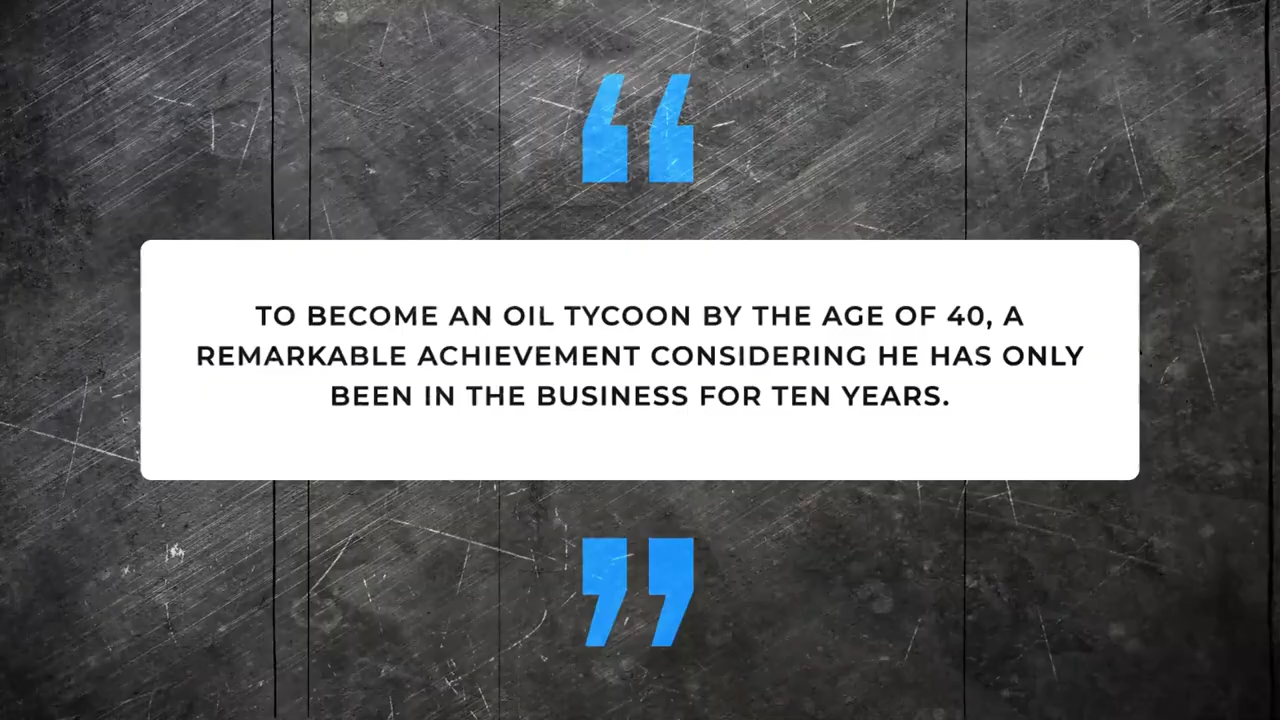 TO BECOME AN OIL TYCOON BY THE AGE OF 40, A
REMARKABLE ACHIEVEMENT CONSIDERING HE HAS ONLY
BEEN IN THE BUSINESS FOR TEN YEARS.